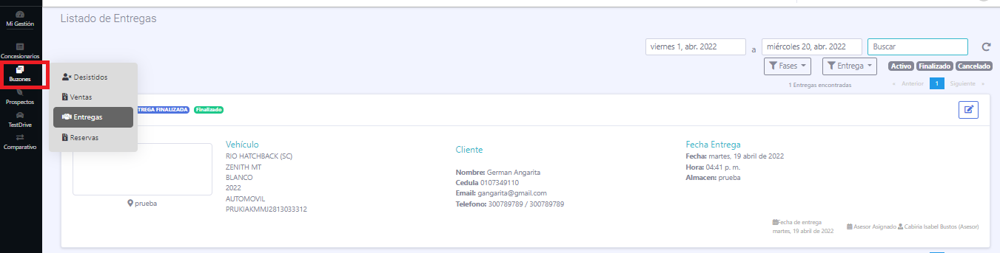 Mi Gestión
Concesionarios
Buzones
Prospectos
TestDrive
Comparativo
Desistidos
Ventas
Entregas
Reservas
Listado de Entregas
viernes 1, abr. 2022 a miércoles 20, abr. 2022 Buscar
Fases Entrega Activo Finalizado Cancelado
1 Entregas encontradas « Anterior 1 Siguiente »
TREGA FINALIZADA Finalizado
prueba
Vehículo
RIO HATCHBACK (SC)
ZENITH MT
BLANCO
2022
AUTOMOVIL
PRUKIAKMMJ2813033312
Cliente
Nombre: German Angarita
Cedula 0107349110
Email: gangarita@gmail.com
Telefono: 300789789 / 300789789
Fecha Entrega
Fecha: martes, 19 abril de 2022
Hora: 04:41 p. m.
Almacen: prueba
Fecha de entrega
martes, 19 abril de 2022
Asesor Asignado Cabiria Isabel Bustos (Asesor)